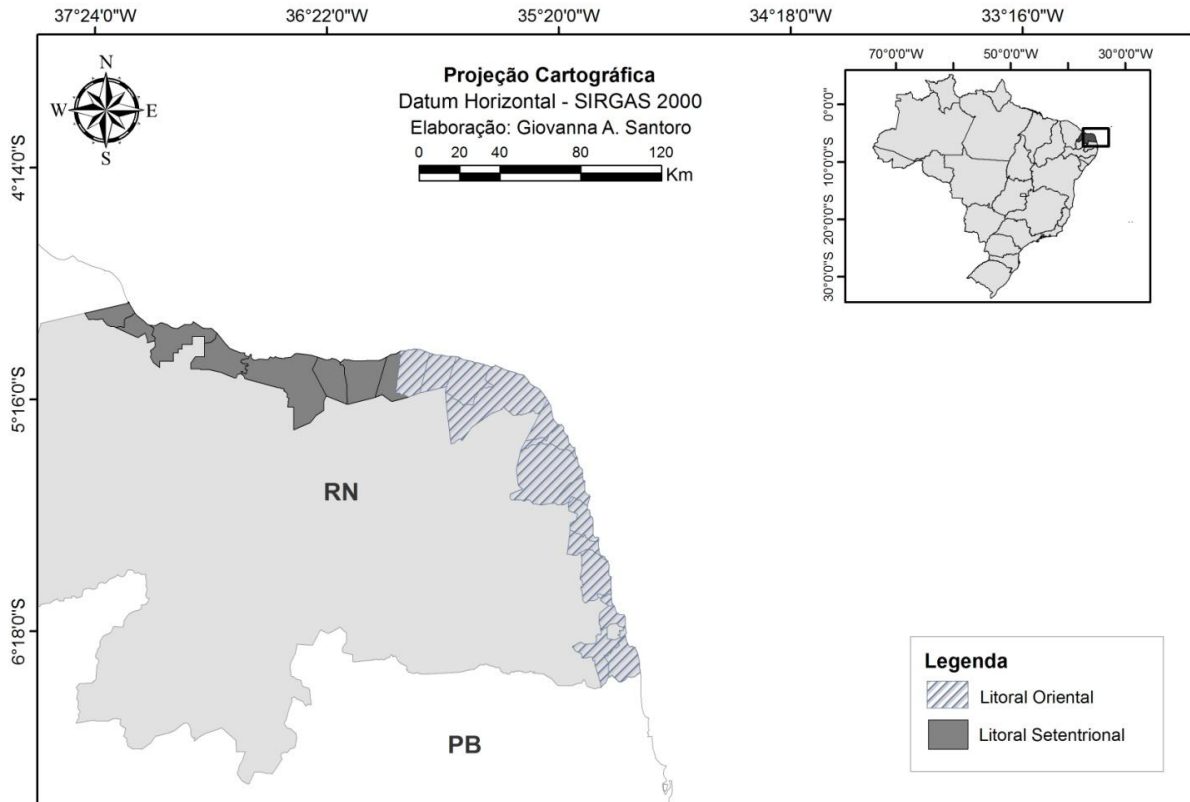 37°24'0"W
36°22'0"W
35°20'0"W
34°18'0"W
33°16'0"W
N
W
E
S
Projeção Cartográfica
Datum Horizontal - SIRGAS 2000
Elaboração: Giovanna A. Santoro
0 20 40 80 120
Km
70°0'0"W
50°0'0"W
30°0'0"W
0°0'0"
10°0'0"S
20°0'0"S
30°0'0"S
4°14'0"S
5°16'0"S
6°18'0"S
RN
PB
Legenda
Litoral Oriental
Litoral Setentrional